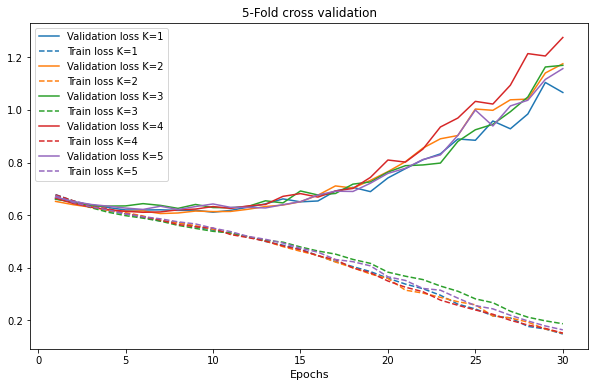 5-Fold cross validation
Validation loss K=1
Train loss K=1
Validation loss K=2
Train loss K=2
Validation loss K=3
Train loss K=3
Validation loss K=4
Train loss K=4
Validation loss K=5
Train loss K=5
1.2
1.0
0.8
0.6
0.4
0.2
0 5 10 15 20 25 30
Epochs